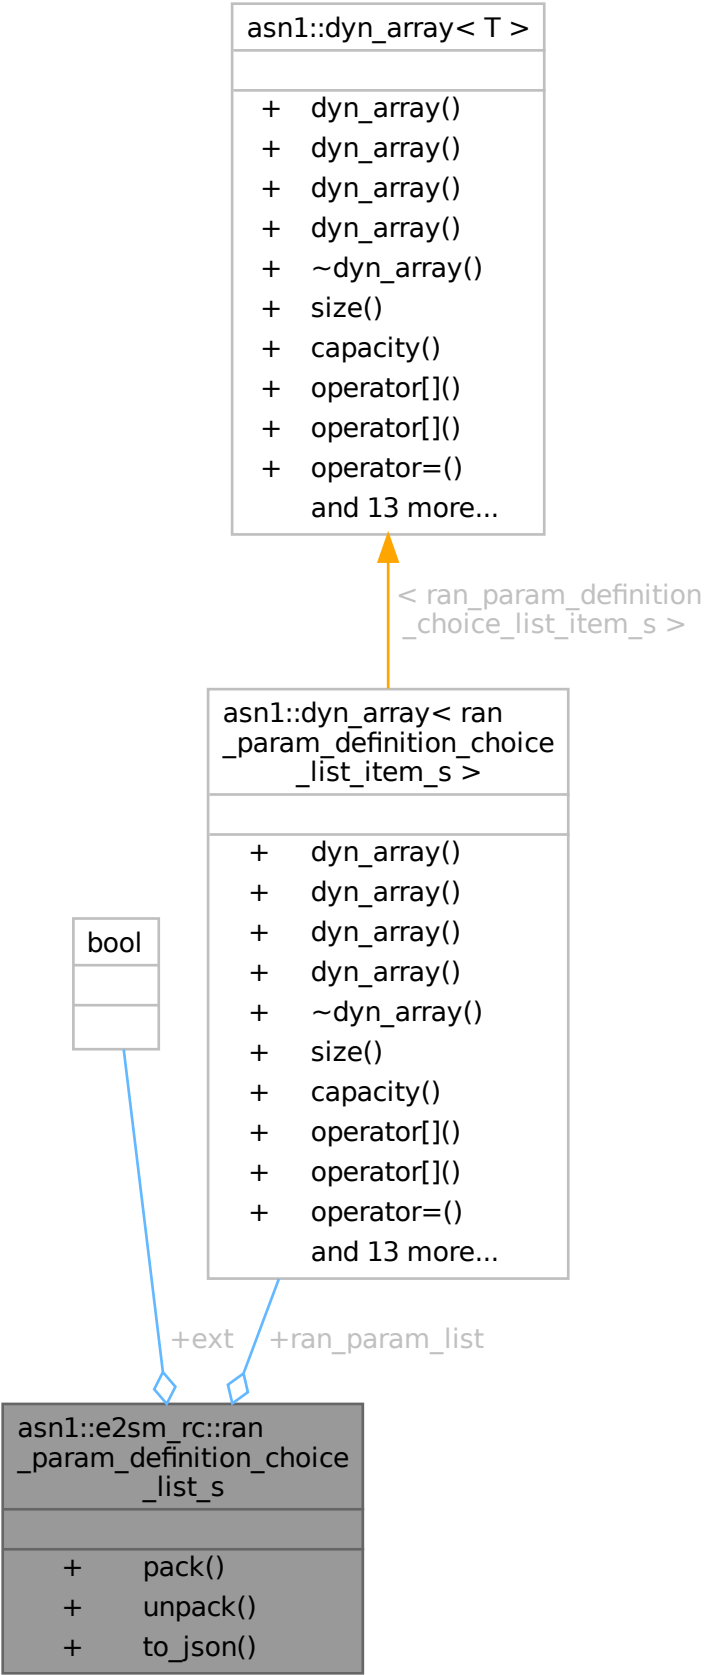 asn1::dyn_array< T >
+ dyn_array()
+ dyn_array()
+ dyn_array()
+ dyn_array()
+ ~dyn_array()
+ size()
+ capacity()
+ operator[]()
+ operator[]()
+ operator=()
and 13 more...
< ran_param_definition
_choice_list_item_s >
asn1::dyn_array< ran
_param_definition_choice
_list_item_s >
+ dyn_array()
+ dyn_array()
+ dyn_array()
+ dyn_array()
+ ~dyn_array()
+ size()
+ capacity()
+ operator[]()
+ operator[]()
+ operator=()
and 13 more...
bool
+ext
+ran_param_list
asn1::e2sm_rc::ran
_param_definition_choice
_list_s
+ pack()
+ unpack()
+ to_json()